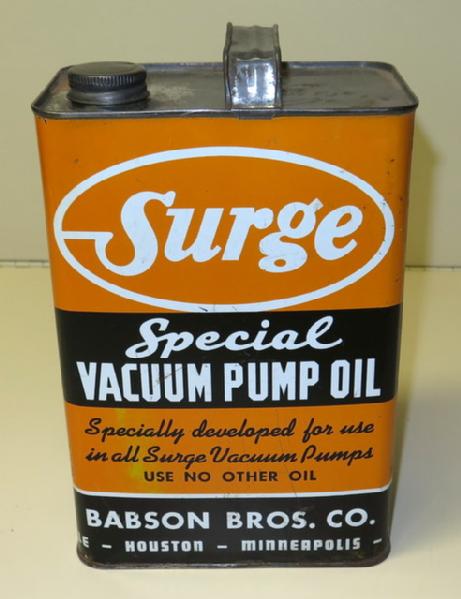 Surge
Special
VACUUM PUMP OIL
Specially developed for use
in all Surge Vacuum Pumps
USE NO OTHER OIL
BABSON BROS. CO.
- HOUSTON - MINNEAPOLIS -